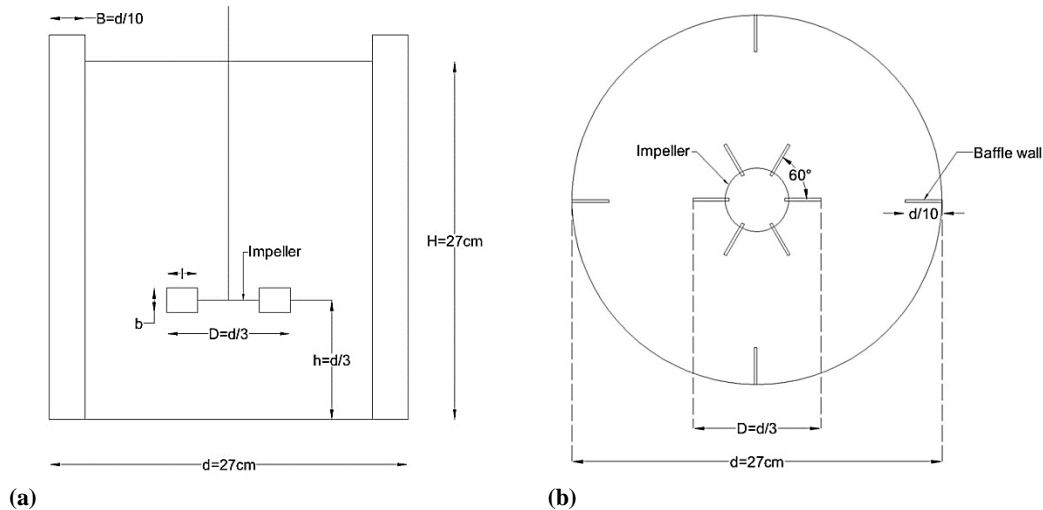 B=d/10
l
Impeller
b
D=d/3
h=d/3
H=27cm
d=27cm
(a)
Impeller
60°
Baffle wall
d/10
D=d/3
d=27cm
(b)